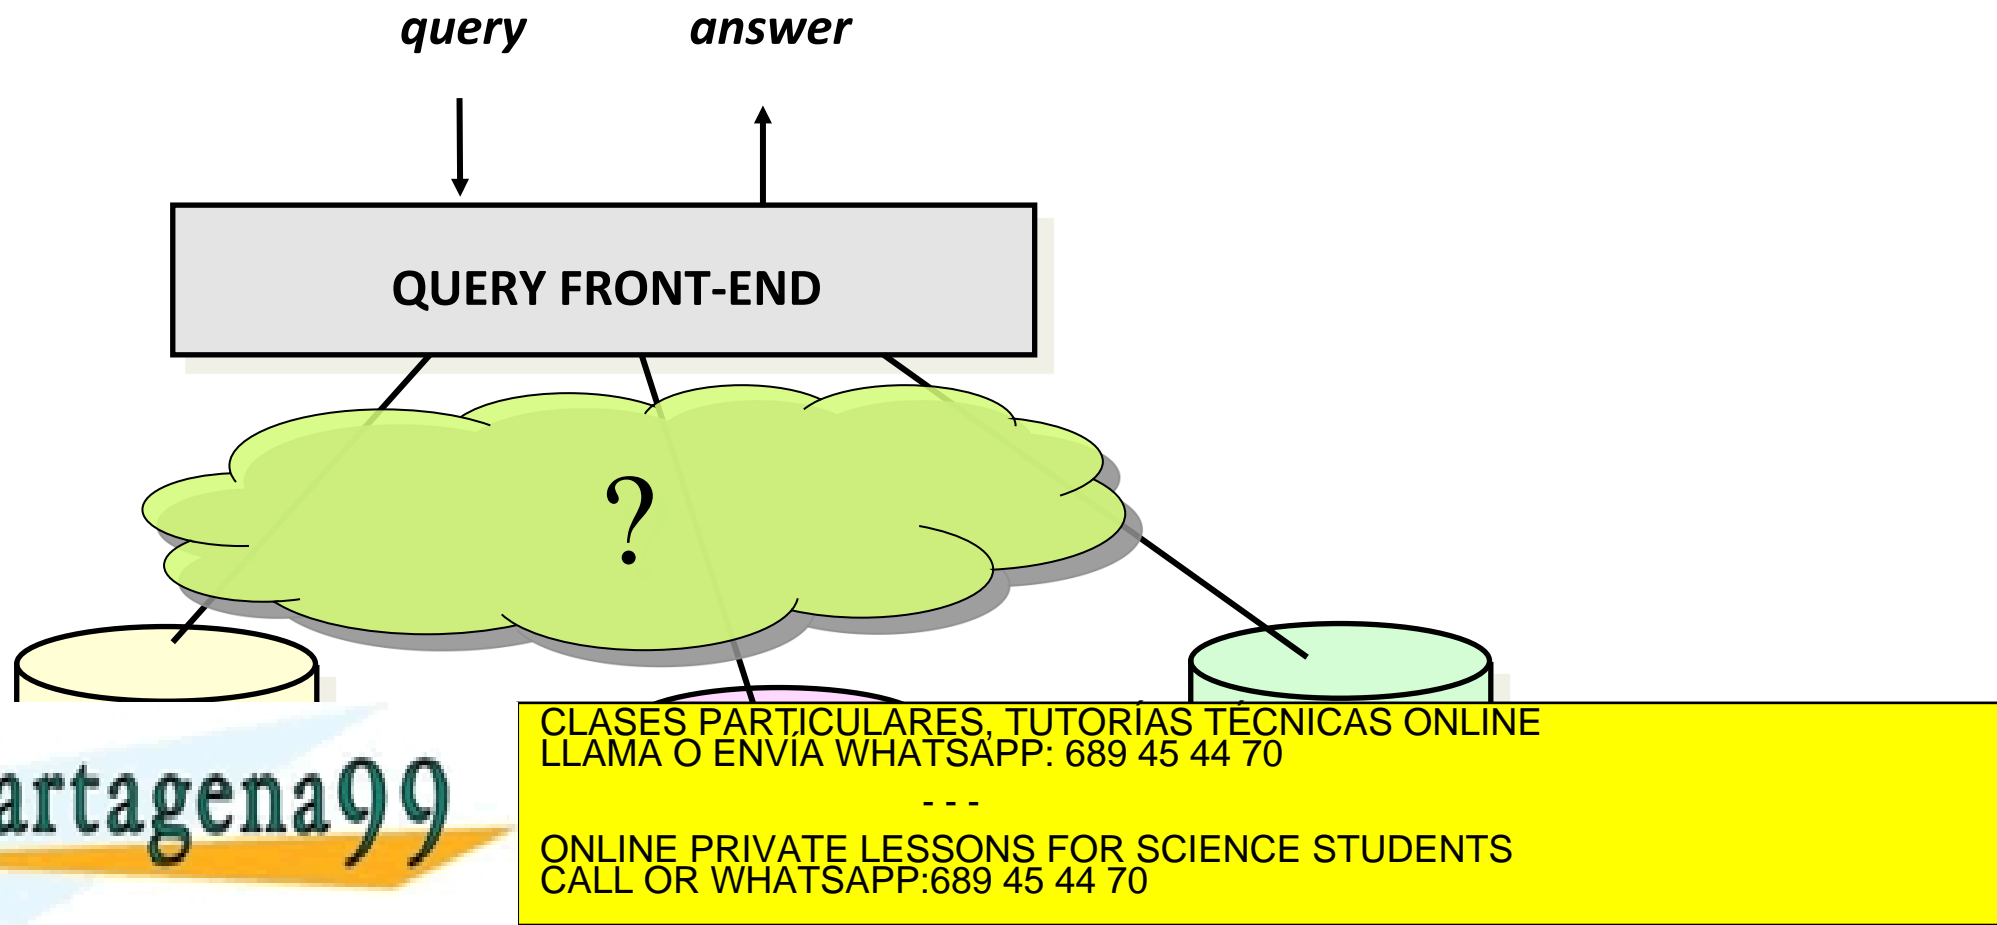 query answer
QUERY FRONT-END
?
CLASES PARTICULARES, TUTORÍAS TÉCNICAS ONLINE
LLAMA O ENVÍA WHATSAPP: 689 45 44 70
- - -
ONLINE PRIVATE LESSONS FOR SCIENCE STUDENTS
CALL OR WHATSAPP:689 45 44 70
artagena99